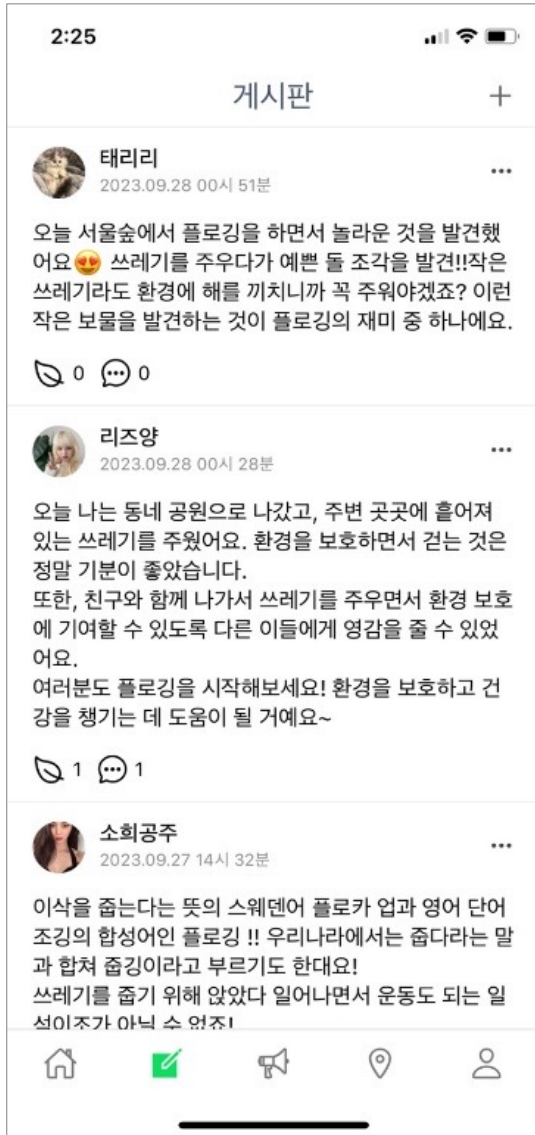 2:25
게시판
태리리
2023.09.28 00시 51분
오늘 서울숲에서 플로깅을 하면서 놀라운 것을 발견했
어요😍 쓰레기를 주우다가 예쁜 돌 조각을 발견!!작은
쓰레기라도 환경에 해를 끼치니까 꼭 주워야겠죠? 이런
작은 보물을 발견하는 것이 플로깅의 재미 중 하나에요.
0 0
리즈양
2023.09.28 00시 28분
오늘 나는 동네 공원으로 나갔고, 주변 곳곳에 흩어져
있는 쓰레기를 주웠어요. 환경을 보호하면서 걷는 것은
정말 기분이 좋았습니다.
또한, 친구와 함께 나가서 쓰레기를 주우면서 환경 보호
에 기여할 수 있도록 다른 이들에게 영감을 줄 수 있었
어요.
여러분도 플로깅을 시작해보세요! 환경을 보호하고 건
강을 챙기는 데 도움이 될 거예요~
1 1
소희공주
2023.09.27 14시 32분
이삭을 줍는다는 뜻의 스웨덴어 플로카 업과 영어 단어
조깅의 합성어인 플로깅 !! 우리나라에서는 줍다라는 말
과 합쳐 줍깅이라고 부르기도 한대요!
쓰레기를 줍기 위해 앉았다 일어나면서 운동도 되는 일
석이조가 아닐 수 없죠!